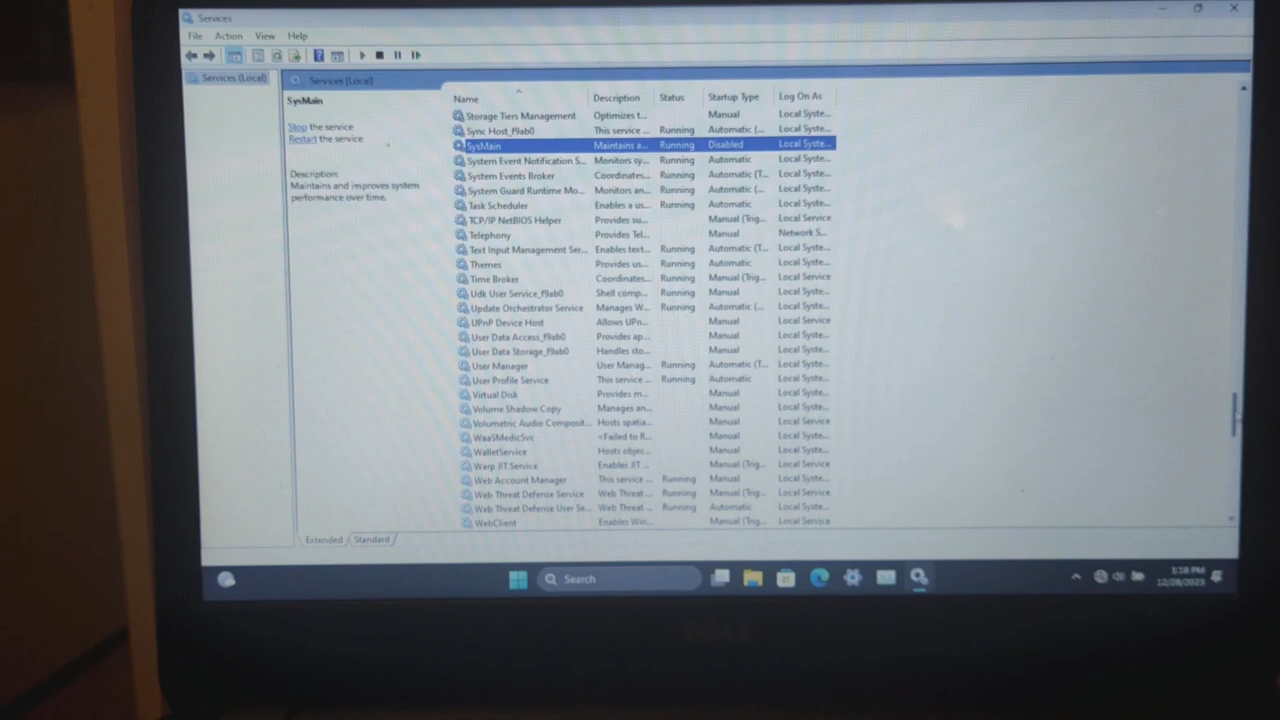 Services
File Action View Help
Services (Local)
Services (Local)
SysMain
Stop the service
Restart the service
Description:
Maintains and improves system
performance over time.
Name Description Status Startup Type Log On As
Storage Tiers Management Optimizes t... Manual Local Syste...
Sync Host_f9ab0 This service ... Running Automatic (... Local Syste...
SysMain Maintains a... Running Disabled Local Syste...
System Event Notification S... Monitors sy... Running Automatic Local Syste...
System Events Broker Coordinates... Running Automatic (T... Local Syste...
System Guard Runtime Mo... Monitors an... Running Automatic (... Local Syste...
Task Scheduler Enables a us... Running Automatic Local Syste...
TCP/IP NetBIOS Helper Provides su... Running Manual (Trig... Local Service
Telephony Provides Tel... Manual Network S...
Text Input Management Ser... Enables text... Running Automatic (T... Local Syste...
Themes Provides us... Running Automatic Local Syste...
Time Broker Coordinates... Running Manual (Trig... Local Service
Udk User Service_f9ab0 Shell comp... Running Manual Local Syste...
Update Orchestrator Service Manages W... Running Automatic (... Local Syste...
UPnP Device Host Allows UPn... Manual Local Service
User Data Access_f9ab0 Provides ap... Manual Local Syste...
User Data Storage_f9ab0 Handles sto... Manual Local Syste...
User Manager User Manag... Running Automatic (T... Local Syste...
User Profile Service This service ... Running Automatic Local Syste...
Virtual Disk Provides m... Manual Local Syste...
Volume Shadow Copy Manages an... Manual Local Syste...
Volumetric Audio Composit... Hosts spatia... Manual Local Service
WaaSMedicSvc <Failed to R... Manual Local Syste...
WalletService Hosts objec... Manual Local Syste...
Warp JIT Service Enables JIT ... Manual (Trig... Local Service
Web Account Manager This service ... Running Manual Local Syste...
Web Threat Defense Service Web Threat ... Running Manual (Trig... Local Service
Web Threat Defense User Se... Web Threat ... Running Automatic Local Syste...
WebClient Enables Win... Manual (Trig... Local Service
Extended Standard
Search
1:18 PM
12/28/2023
DELL